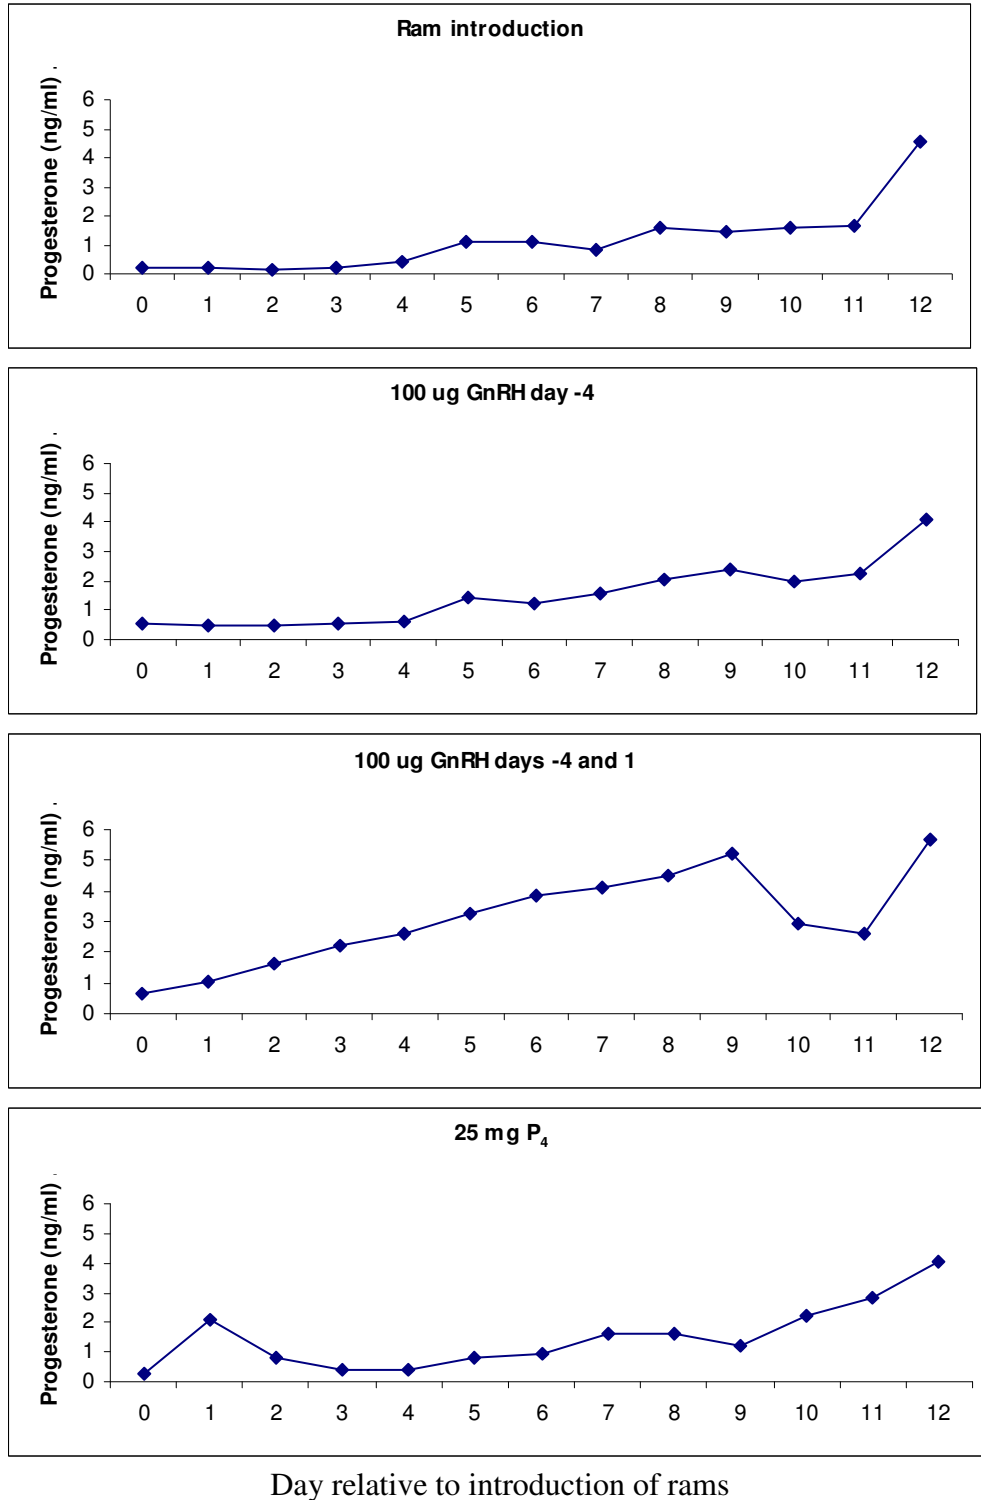 Ram introduction
Progesterone (ng/ml) .
6
5
4
3
2
1
0
0 1 2 3 4 5 6 7 8 9 10 11 12
100 ug GnRH day -4
Progesterone (ng/ml) .
6
5
4
3
2
1
0
0 1 2 3 4 5 6 7 8 9 10 11 12
100 ug GnRH days -4 and 1
Progesterone (ng/ml) .
6
5
4
3
2
1
0
0 1 2 3 4 5 6 7 8 9 10 11 12
25 mg P₄
Progesterone (ng/ml) .
6
5
4
3
2
1
0
0 1 2 3 4 5 6 7 8 9 10 11 12
Day relative to introduction of rams